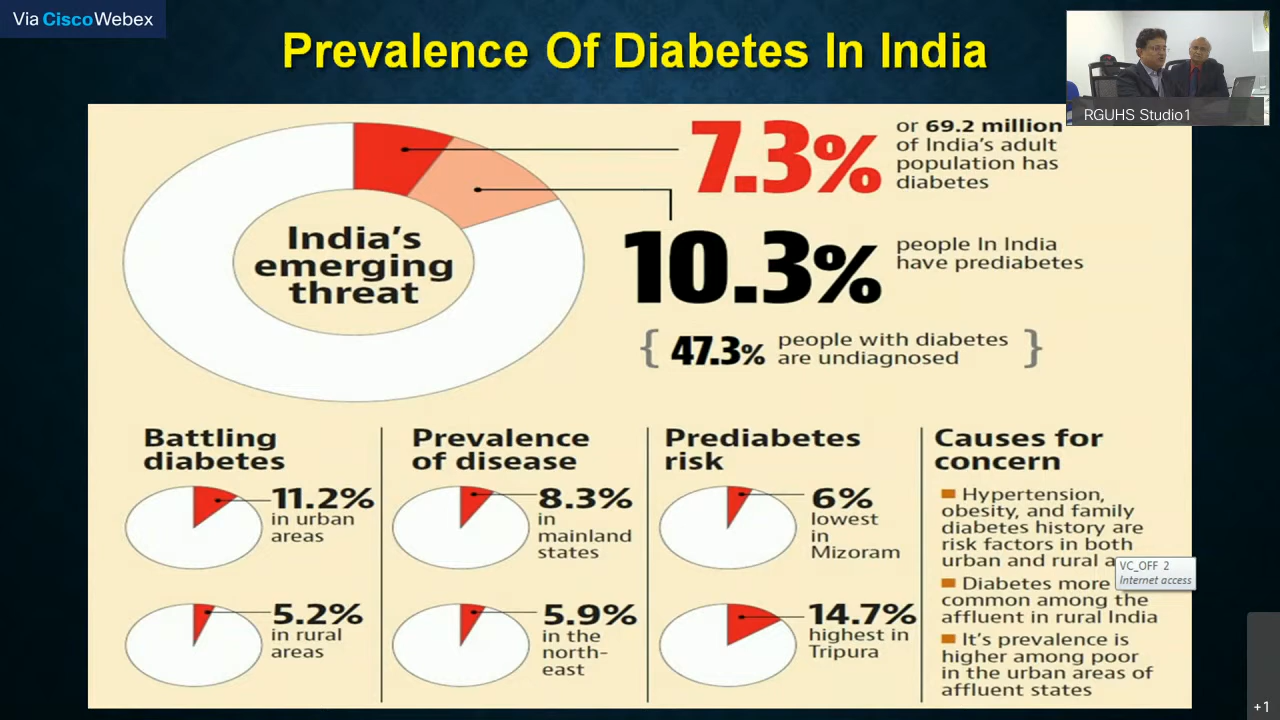 Via CiscoWebex
Prevalence Of Diabetes In India
RGUHS Studio1
India's
emerging
threat
7.3%
or 69.2 million
of India's adult
population has
diabetes
10.3%
people In India
have prediabetes
{ 47.3% people with diabetes
are undiagnosed }
Battling
diabetes
11.2%
in urban
areas
5.2%
in rural
areas
Prevalence
of disease
8.3%
in
mainland
states
5.9%
in the
north-
east
Prediabetes
risk
6%
lowest
in
Mizoram
14.7%
highest in
Tripura
Causes for
concern
Hypertension,
obesity, and family
diabetes history are
risk factors in both
urban and rural
Diabetes more
common among the
affluent in rural India
It's prevalence is
higher among poor
in the urban areas of
affluent states
VC_OFF 2
Internet access
+1